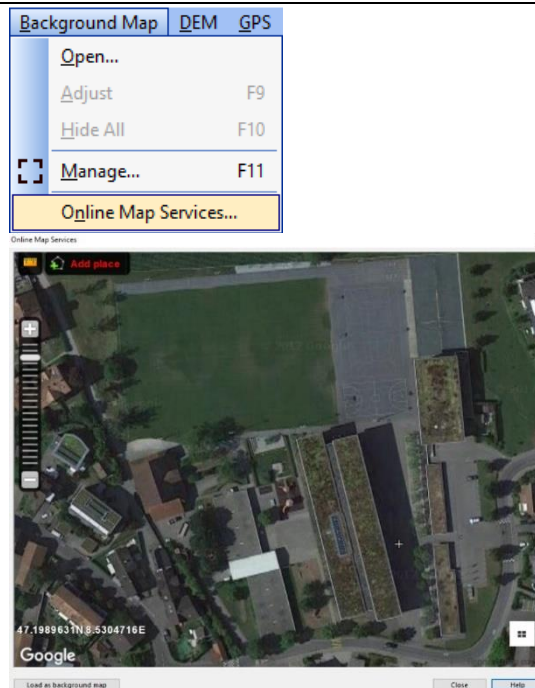 Background Map DEM GPS
Open...
Adjust F9
Hide All F10
Manage... F11
Online Map Services...
Online Map Services
Add place
47.1989631N 8.5304716E
Google
Load as background map Close Help